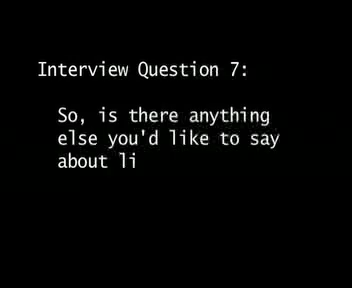 Interview Question 7:
So, is there anything
else you'd like to say
about li